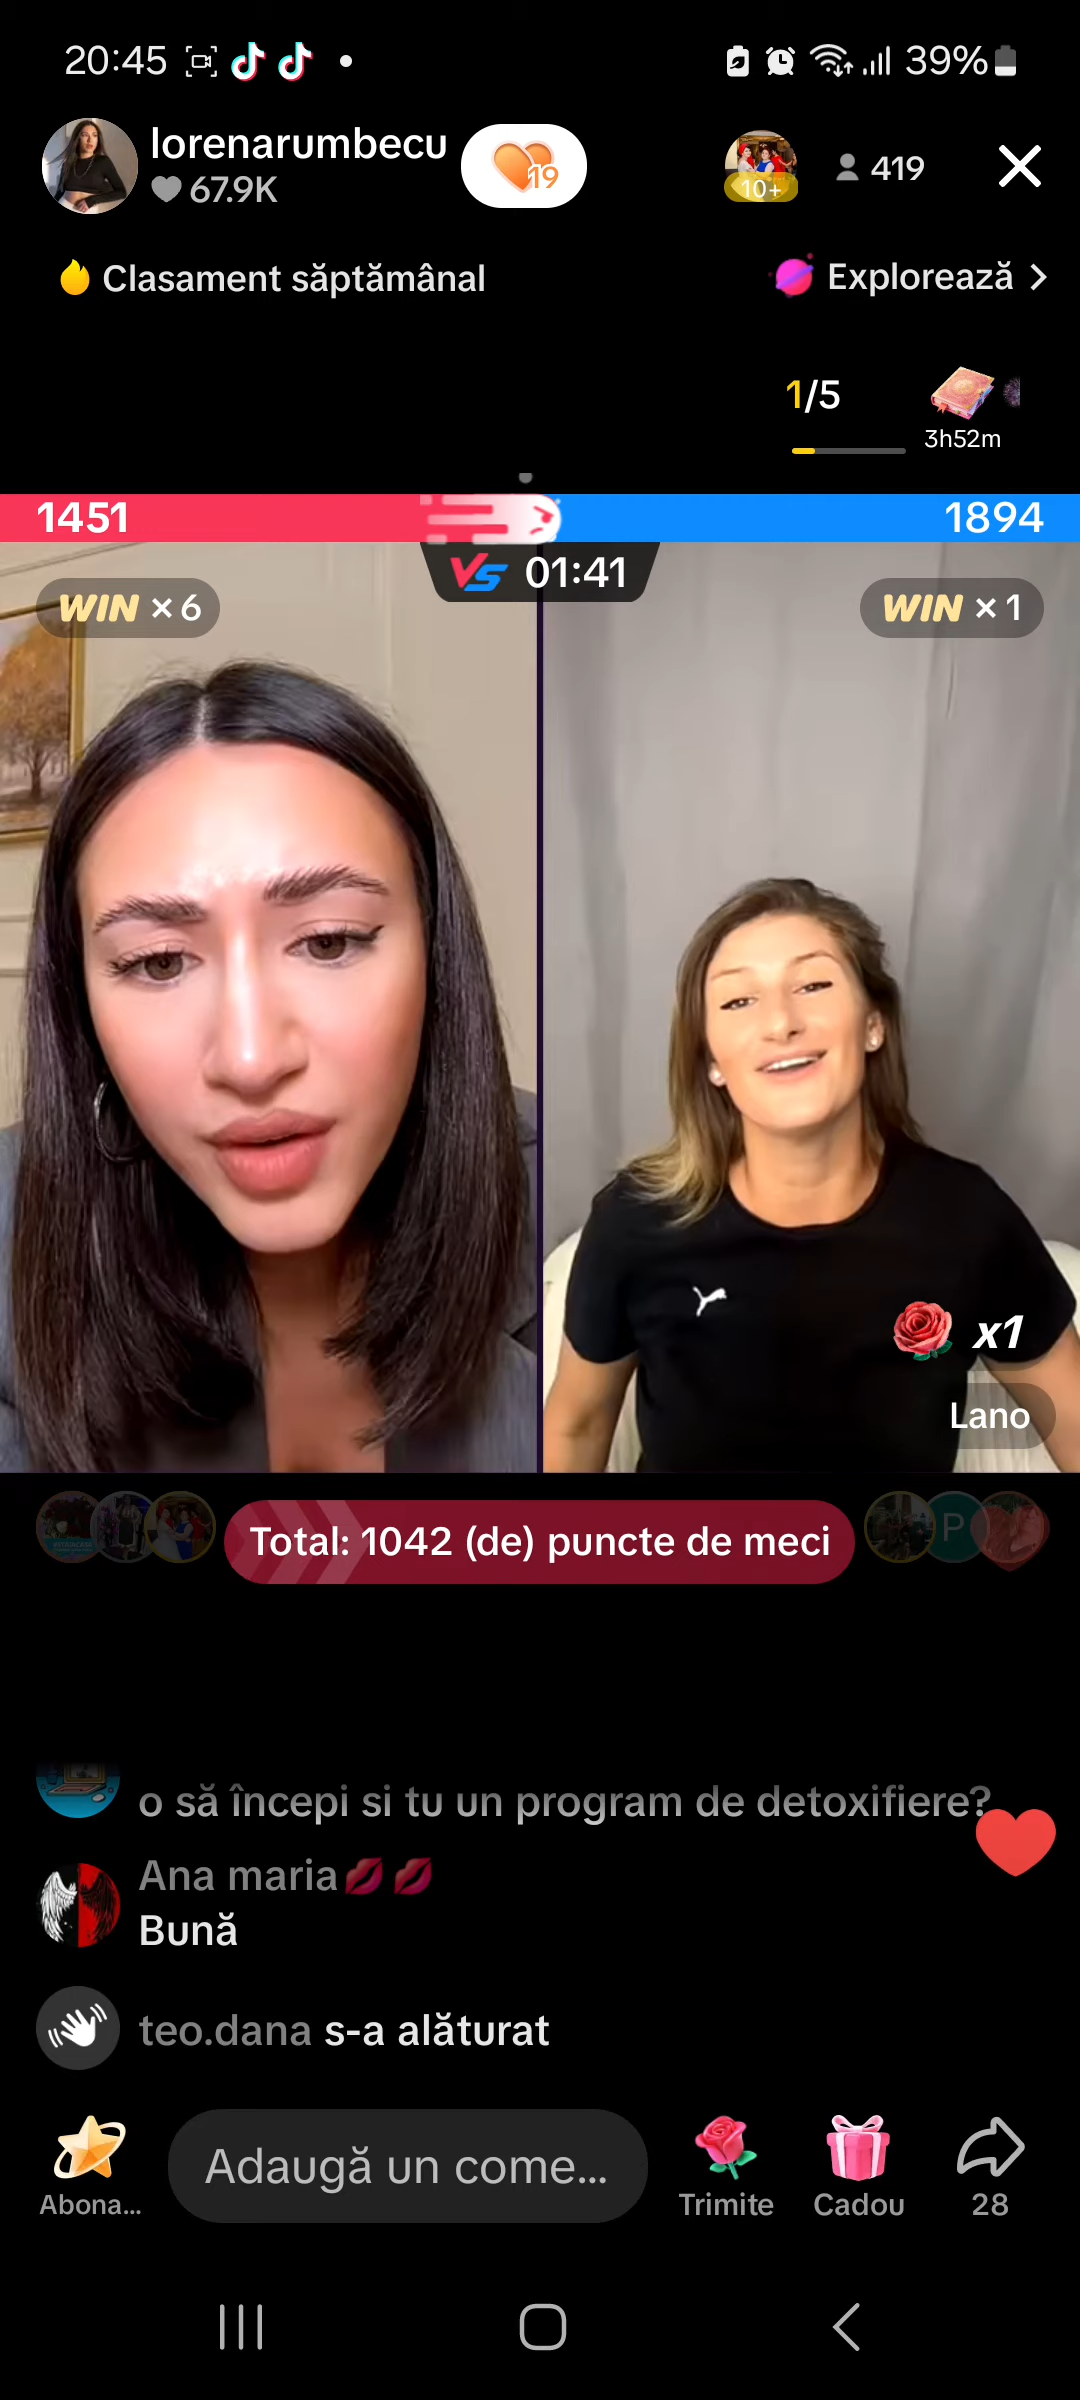 20:45
39%
lorenarumbecu
67.9K
19
10+
419
Clasament săptămânal
Explorează
1/5
3h52m
1451
1894
VS 01:41
WIN × 6
WIN × 1
x1
Lano
P
Total: 1042 (de) puncte de meci
o să începi si tu un program de detoxifiere?
Ana maria
Bună
teo.dana s-a alăturat
Abona...
Adaugă un come...
Trimite
Cadou
28